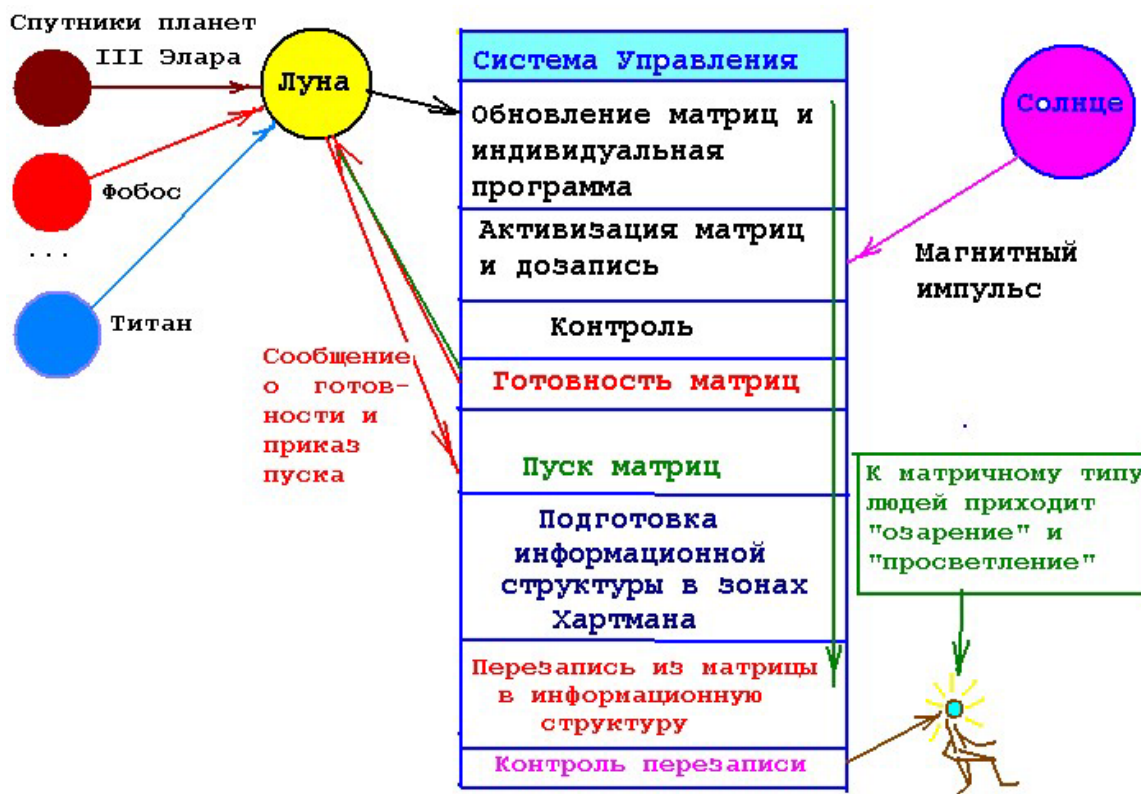 Спутники планет
III Элара
Луна
Фобос
...
Титан
Сообщение
о готов-
ности и
приказ
пуска
Система Управления
Обновление матриц и
индивидуальная
программа
Активизация матриц
и дозапись
Контроль
Готовность матриц
Пуск матриц
Подготовка
информационной
структуры в зонах
Хартмана
Перезапись из матрицы
в информационную
структуру
Контроль перезаписи
Солнце
Магнитный
импульс
К матричному типу
людей приходит
"озарение" и
"просветление"